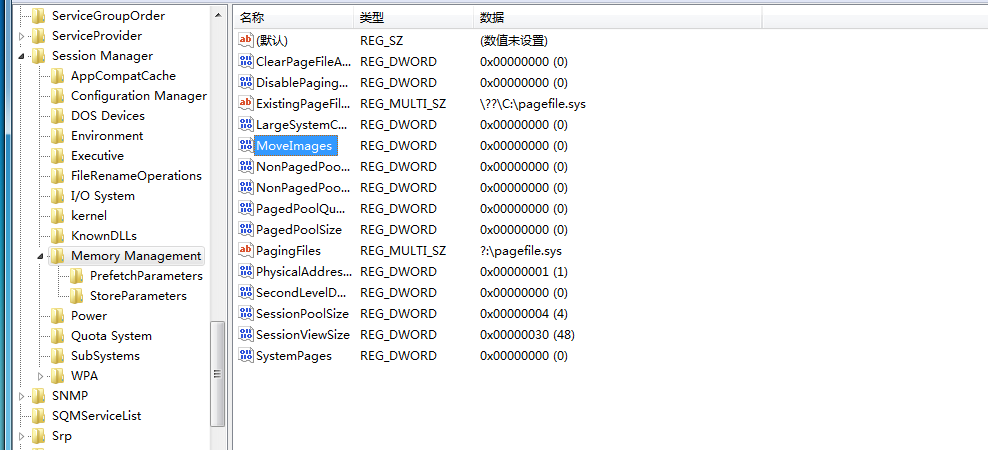 ServiceGroupOrder
ServiceProvider
Session Manager
AppCompatCache
Configuration Manager
DOS Devices
Environment
Executive
FileRenameOperations
I/O System
kernel
KnownDLLs
Memory Management
PrefetchParameters
StoreParameters
Power
Quota System
SubSystems
WPA
SNMP
SQMServiceList
Srp
名称 类型 数据
(默认) REG_SZ (数值未设置)
ClearPageFileA... REG_DWORD 0x00000000 (0)
DisablePaging... REG_DWORD 0x00000000 (0)
ExistingPageFil... REG_MULTI_SZ \??\C:\pagefile.sys
LargeSystemC... REG_DWORD 0x00000000 (0)
MoveImages REG_DWORD 0x00000000 (0)
NonPagedPoo... REG_DWORD 0x00000000 (0)
NonPagedPoo... REG_DWORD 0x00000000 (0)
PagedPoolQu... REG_DWORD 0x00000000 (0)
PagedPoolSize REG_DWORD 0x00000000 (0)
PagingFiles REG_MULTI_SZ ?:\pagefile.sys
PhysicalAddres... REG_DWORD 0x00000001 (1)
SecondLevelD... REG_DWORD 0x00000000 (0)
SessionPoolSize REG_DWORD 0x00000004 (4)
SessionViewSize REG_DWORD 0x00000030 (48)
SystemPages REG_DWORD 0x00000000 (0)